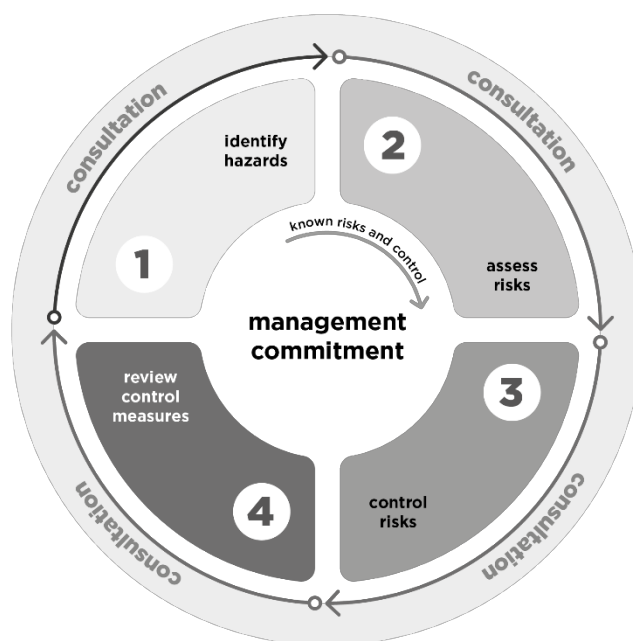 consultation
consultation
1
identify
hazards
2
assess
risks
known risks and control
management
commitment
review
control
measures
4
3
control
risks
consultation
consultation